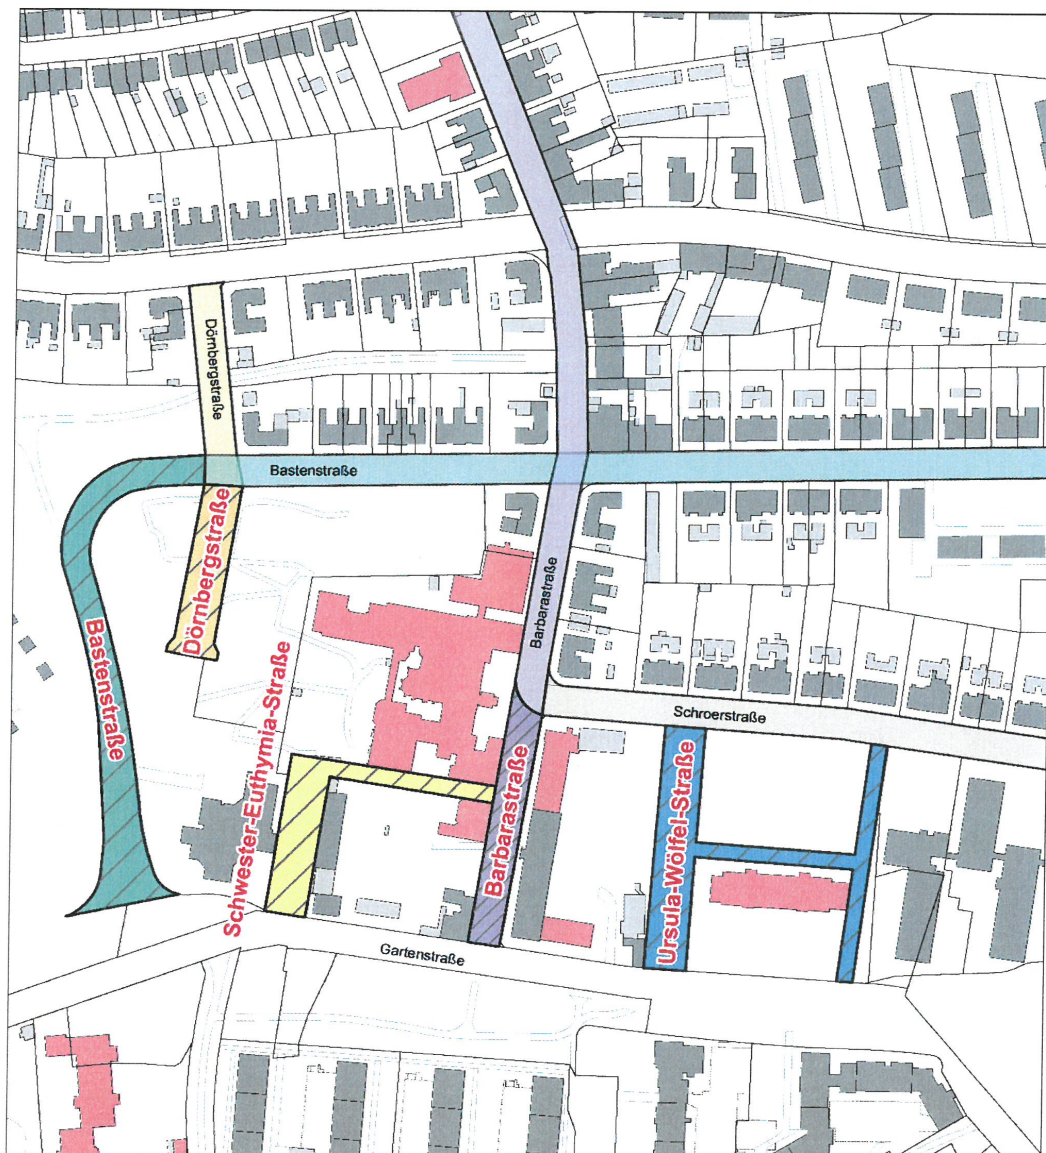 Dörnbergstraße
Bastenstraße
Dörnbergstraße
Bastenstraße
Barbarastraße
Schwester-Euthymia-Straße
Schroerstraße
Barbarastraße
Ursula-Wölfel-Straße
Gartenstraße